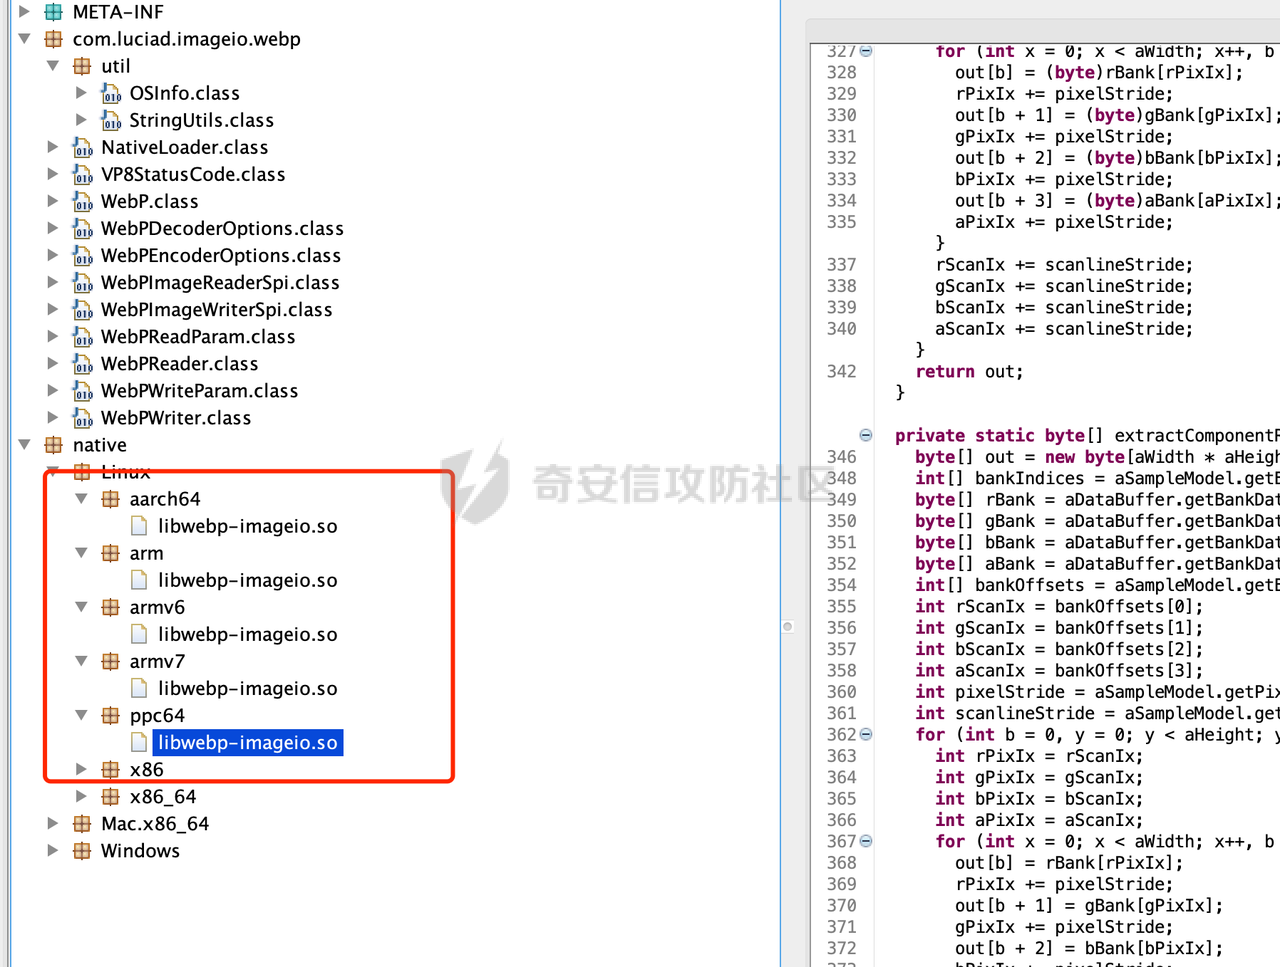 META-INF
com.luciad.imageio.webp
util
OSInfo.class
StringUtils.class
NativeLoader.class
VP8StatusCode.class
WebP.class
WebPDecoderOptions.class
WebPEncoderOptions.class
WebPImageReaderSpi.class
WebPImageWriterSpi.class
WebPReadParam.class
WebPReader.class
WebPWriteParam.class
WebPWriter.class
native
Linux
aarch64
libwebp-imageio.so
arm
libwebp-imageio.so
armv6
libwebp-imageio.so
armv7
libwebp-imageio.so
ppc64
libwebp-imageio.so
x86
x86_64
Mac.x86_64
Windows
奇安信攻防社区
327 for (int x = 0; x < aWidth; x++, b
328 out[b] = (byte)rBank[rPixIx];
329 rPixIx += pixelStride;
330 out[b + 1] = (byte)gBank[gPixIx];
331 gPixIx += pixelStride;
332 out[b + 2] = (byte)bBank[bPixIx];
333 bPixIx += pixelStride;
334 out[b + 3] = (byte)aBank[aPixIx];
335 aPixIx += pixelStride;
}
337 rScanIx += scanlineStride;
338 gScanIx += scanlineStride;
339 bScanIx += scanlineStride;
340 aScanIx += scanlineStride;
}
342 return out;
}
private static byte[] extractComponent
346 byte[] out = new byte[aWidth * aHeigh
348 int[] bankIndices = aSampleModel.get
349 byte[] rBank = aDataBuffer.getBankDat
350 byte[] gBank = aDataBuffer.getBankDat
351 byte[] bBank = aDataBuffer.getBankDat
352 byte[] aBank = aDataBuffer.getBankDat
354 int[] bankOffsets = aSampleModel.get
355 int rScanIx = bankOffsets[0];
356 int gScanIx = bankOffsets[1];
357 int bScanIx = bankOffsets[2];
358 int aScanIx = bankOffsets[3];
360 int pixelStride = aSampleModel.getPix
361 int scanlineStride = aSampleModel.get
362 for (int b = 0, y = 0; y < aHeight; y
363 int rPixIx = rScanIx;
364 int gPixIx = gScanIx;
365 int bPixIx = bScanIx;
366 int aPixIx = aScanIx;
367 for (int x = 0; x < aWidth; x++, b
368 out[b] = rBank[rPixIx];
369 rPixIx += pixelStride;
370 out[b + 1] = gBank[gPixIx];
371 gPixIx += pixelStride;
372 out[b + 2] = bBank[bPixIx];